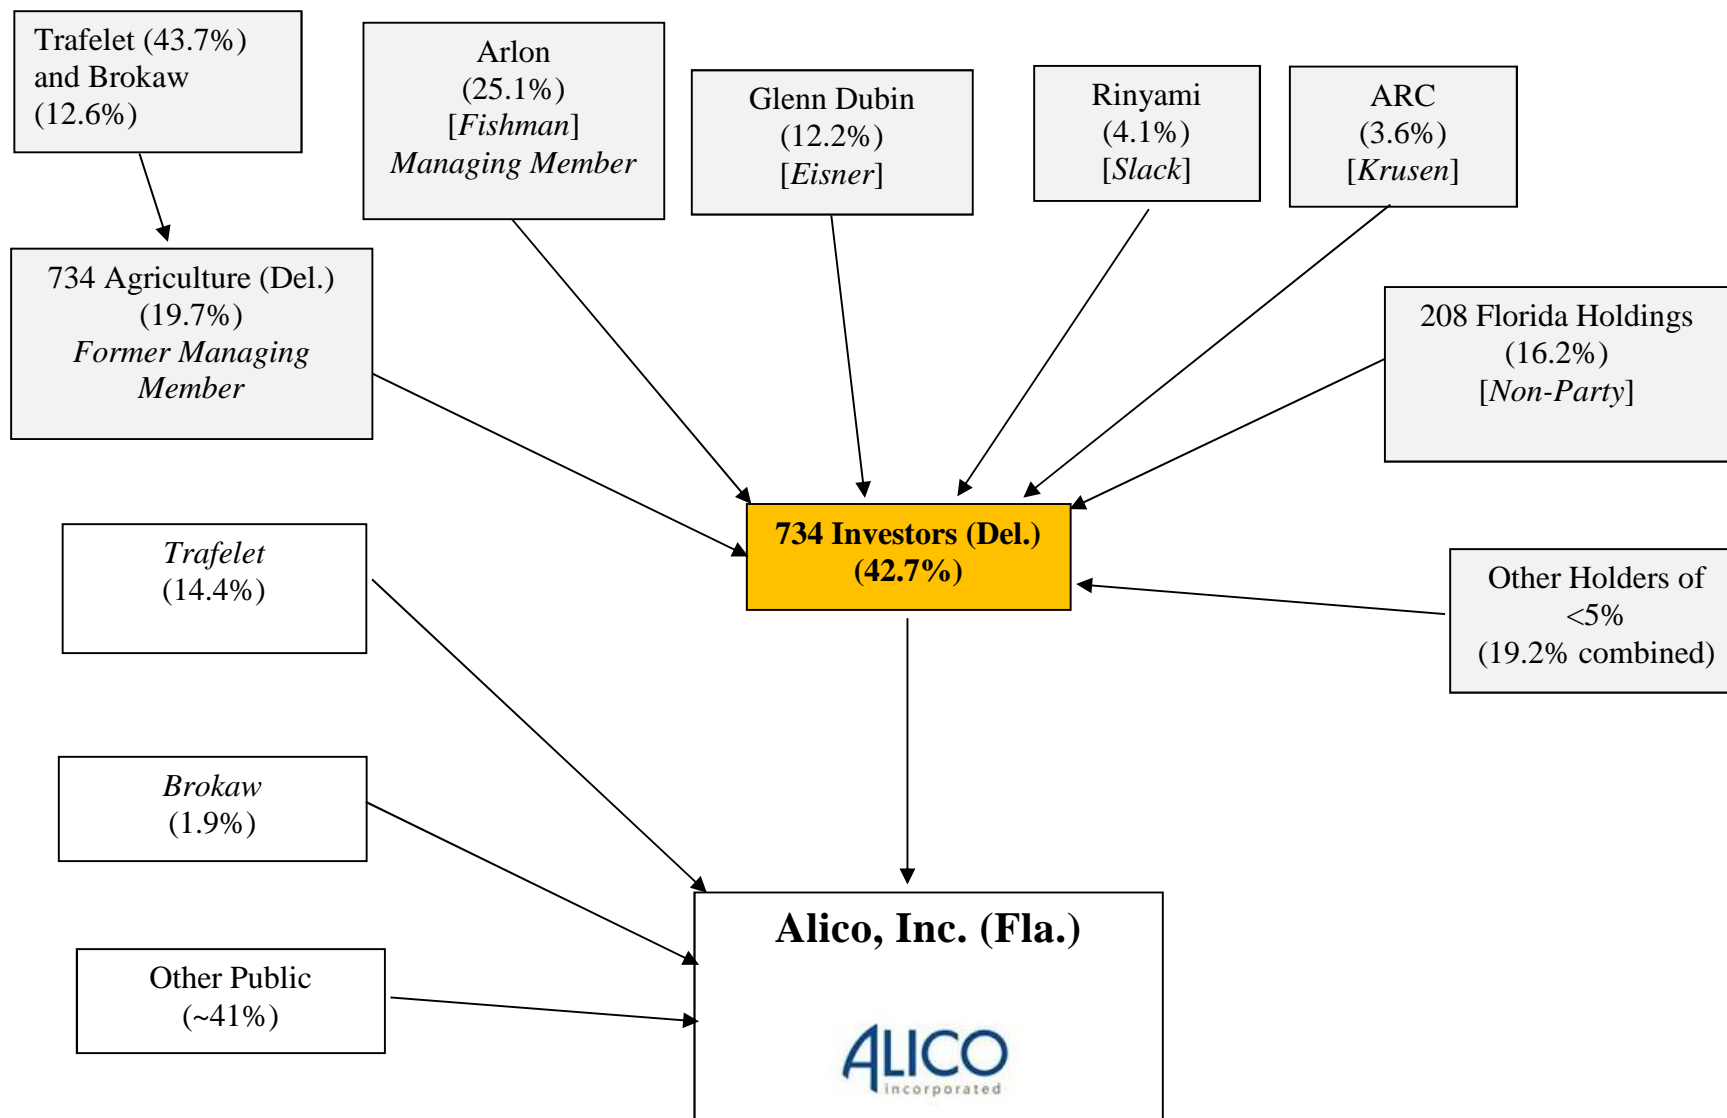 Trafelet (43.7%)
and Brokaw
(12.6%)
Arlon
(25.1%)
[Fishman]
Managing Member
Glenn Dubin
(12.2%)
[Eisner]
Rinyami
(4.1%)
[Slack]
ARC
(3.6%)
[Krusen]
734 Agriculture (Del.)
(19.7%)
Former Managing
Member
208 Florida Holdings
(16.2%)
[Non-Party]
734 Investors (Del.)
(42.7%)
Trafelet
(14.4%)
Other Holders of
<5%
(19.2% combined)
Brokaw
(1.9%)
Other Public
(~41%)
Alico, Inc. (Fla.)
ALICO
incorporated